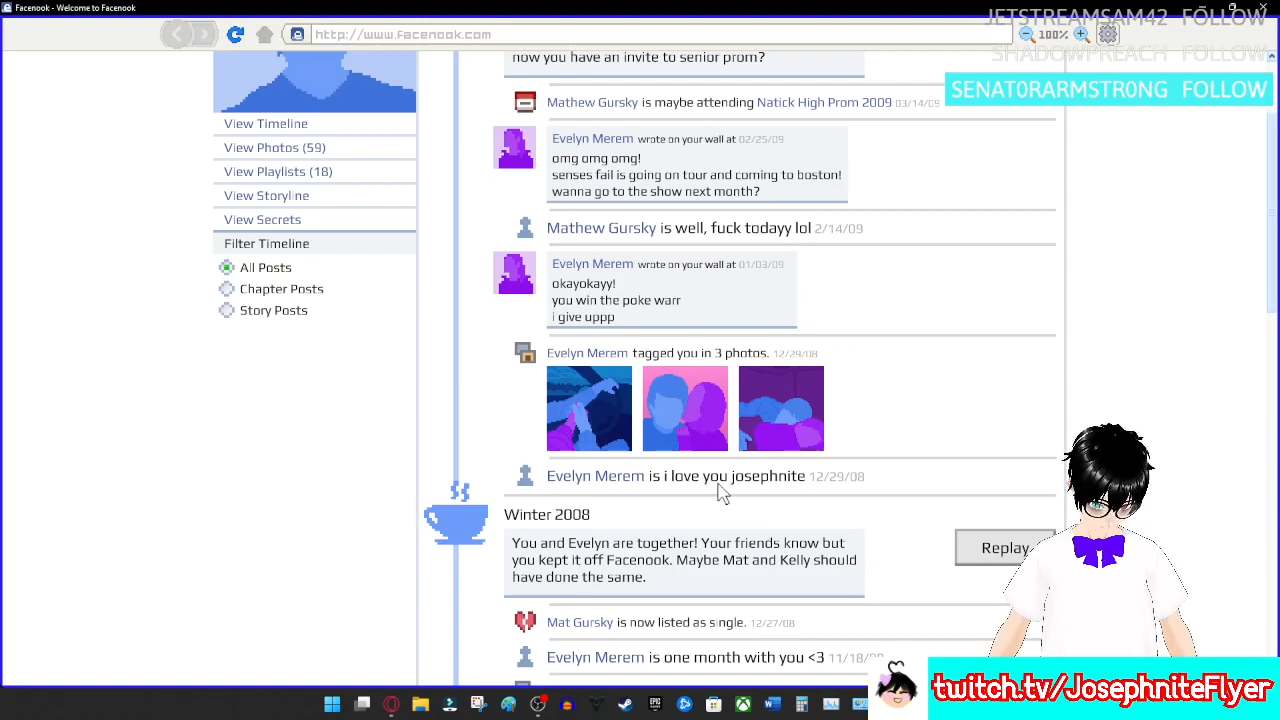 Facenook - Welcome to Facenook
JETSTREAMSAM42 FOLLOW
http://www.facenook.com
100%
SHADOWPREACH FOLLOW
SENAT0RARMSTR0NG FOLLOW
now you have an invite to senior prom?
View Timeline
View Photos (59)
View Playlists (18)
View Storyline
View Secrets
Filter Timeline
All Posts
Chapter Posts
Story Posts
Mathew Gursky is maybe attending Natick High Prom 2009 03/14/09
Evelyn Merem wrote on your wall at 02/25/09
omg omg omg!
senses fail is going on tour and coming to boston!
wanna go to the show next month?
Mathew Gursky is well, fuck todayy lol 2/14/09
Evelyn Merem wrote on your wall at 01/03/09
okayokayy!
you win the poke warr
i give uppp
Evelyn Merem tagged you in 3 photos. 12/29/08
Evelyn Merem is i love you josephnite 12/29/08
Winter 2008
You and Evelyn are together! Your friends know but
you kept it off Facenook. Maybe Mat and Kelly should
have done the same.
Replay
Mat Gursky is now listed as single. 12/27/08
Evelyn Merem is one month with you <3 11/18/08
twitch.tv/JosephniteFlyer